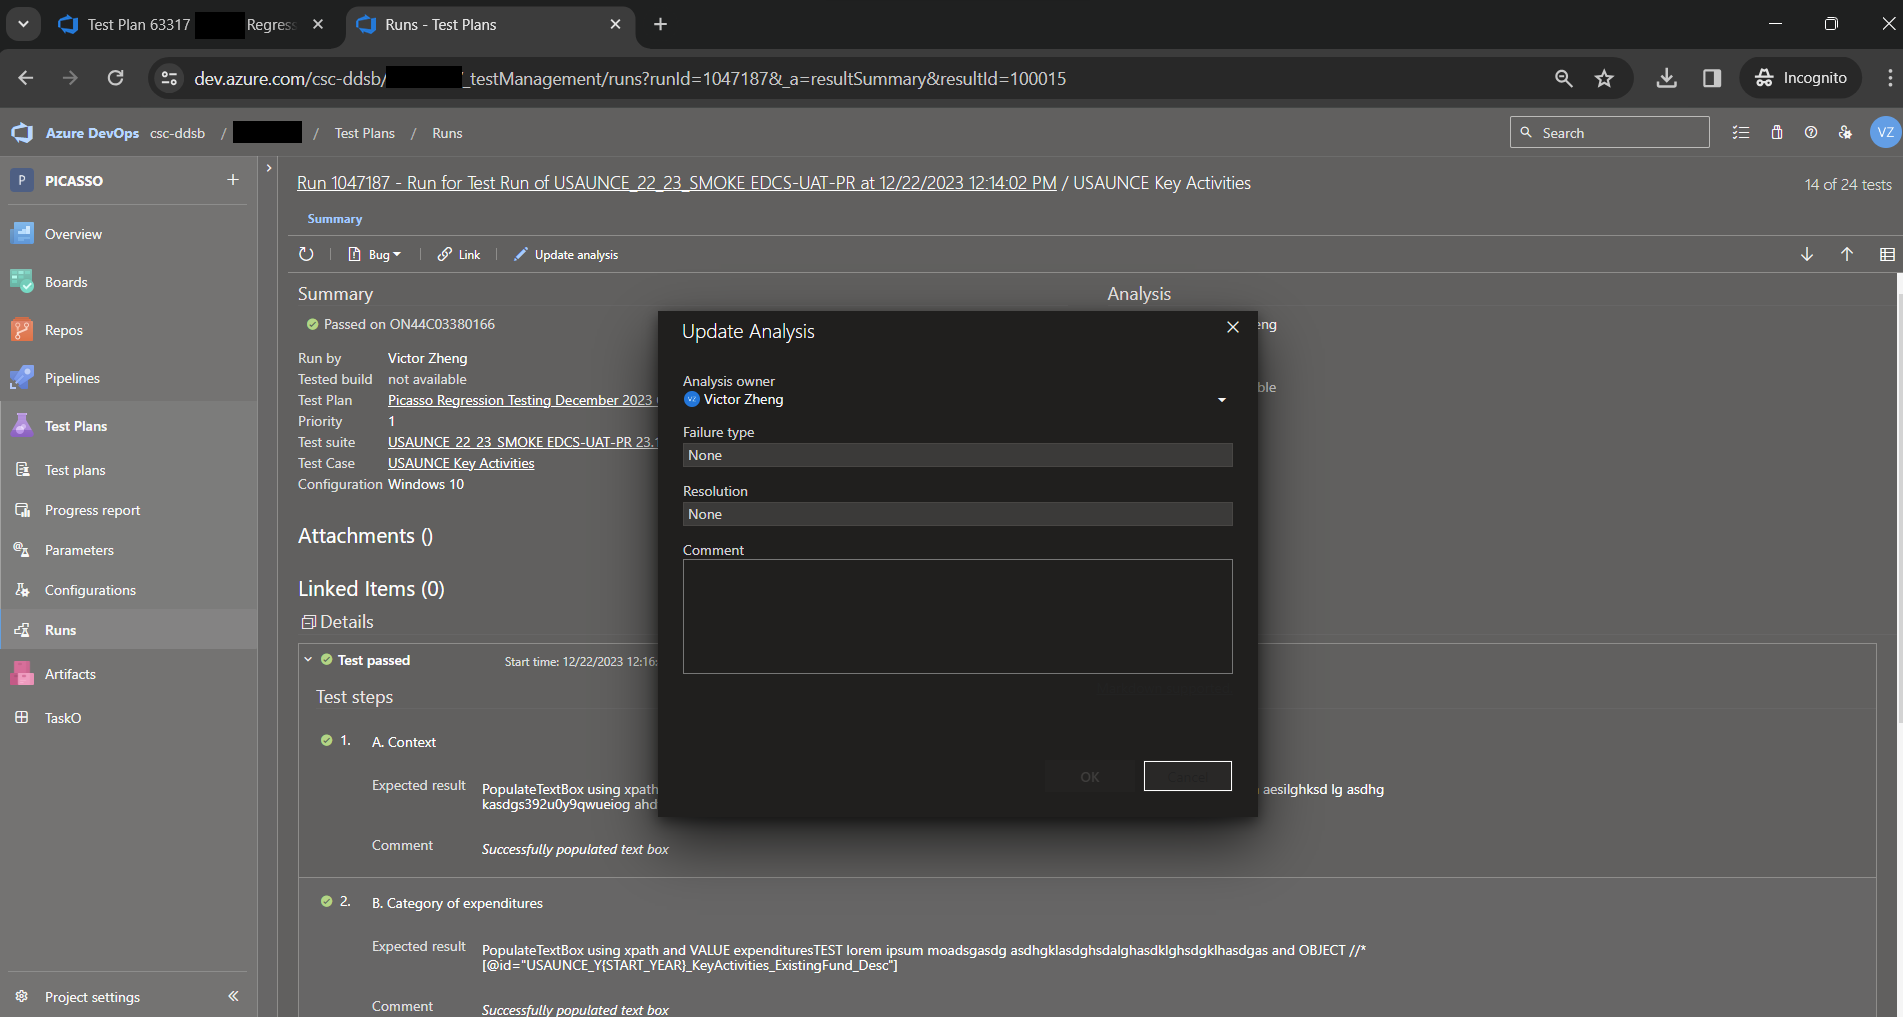 Test Plan 63317 Regress
Runs - Test Plans
dev.azure.com/csc-ddsb/ _testManagement/runs?runId=1047187&_a=resultSummary&resultId=100015
Incognito
Azure DevOps csc-ddsb / / Test Plans / Runs
Search
VZ
P PICASSO
Overview
Boards
Repos
Pipelines
Test Plans
Test plans
Progress report
Parameters
Configurations
Runs
Artifacts
TaskO
Project settings
Run 1047187 - Run for Test Run of USAUNCE_22_23_SMOKE EDCS-UAT-PR at 12/22/2023 12:14:02 PM / USAUNCE Key Activities
14 of 24 tests
Summary
Bug
Link
Update analysis
Summary
Passed on ON44C03380166
Run by Victor Zheng
Tested build not available
Test Plan Picasso Regression Testing December 2023
Priority 1
Test suite USAUNCE 22 23 SMOKE EDCS-UAT-PR 23.1
Test Case USAUNCE Key Activities
Configuration Windows 10
Attachments ()
Linked Items (0)
Details
Test passed Start time: 12/22/2023 12:16:
Test steps
1. A. Context
Expected result PopulateTextBox using xpath aesilghksd lg asdhg
kasdgs392u0y9qwueiog ahd
Comment Successfully populated text box
2. B. Category of expenditures
Expected result PopulateTextBox using xpath and VALUE expendituresTEST lorem ipsum moadsgasdg asdhgklasdghsdalghasdklghsdgklhasdgas and OBJECT //*
[@id="USAUNCE_Y{START_YEAR}_KeyActivities_ExistingFund_Desc"]
Comment Successfully populated text box
Analysis
eng
ble
Update Analysis
Analysis owner
VZ Victor Zheng
Failure type
None
Resolution
None
Comment
OK
Cancel